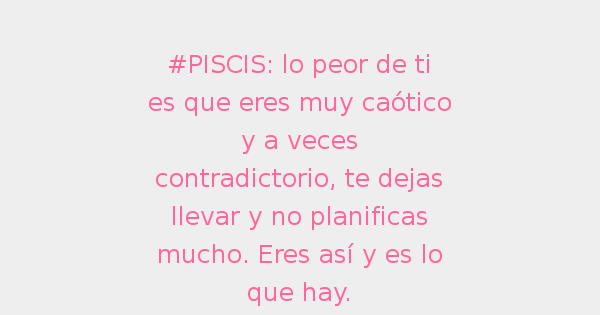 #PISCIS: lo peor de ti
es que eres muy caótico
y a veces
contradictorio, te dejas
llevar y no planificas
mucho. Eres así y es lo
que hay.